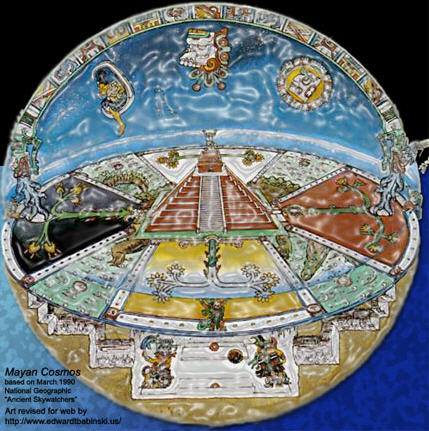 Mayan Cosmos
based on March 1990
National Geographic
"Ancient Skywatchers"
Art revised for web by
http://www.edwardtbabinski.us/